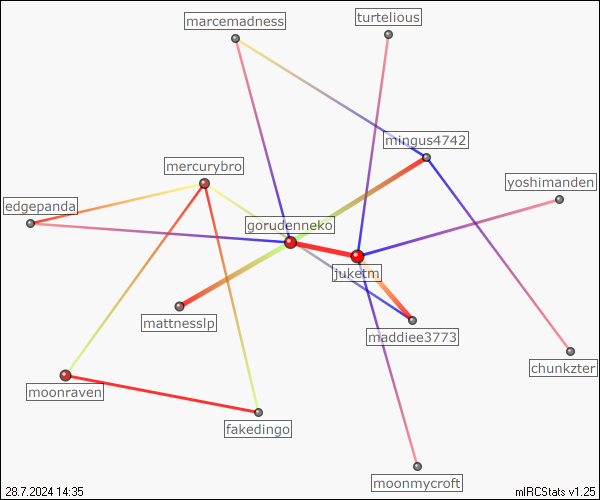 turtelious
marcemadness
mingus4742
mercurybro
yoshimanden
edgepanda
gorudenneko
juketm
mattnesslp
maddiee3773
chunkzter
moonraven
fakedingo
moonmycroft
28.7.2024 14:35
mIRCStats v1.25